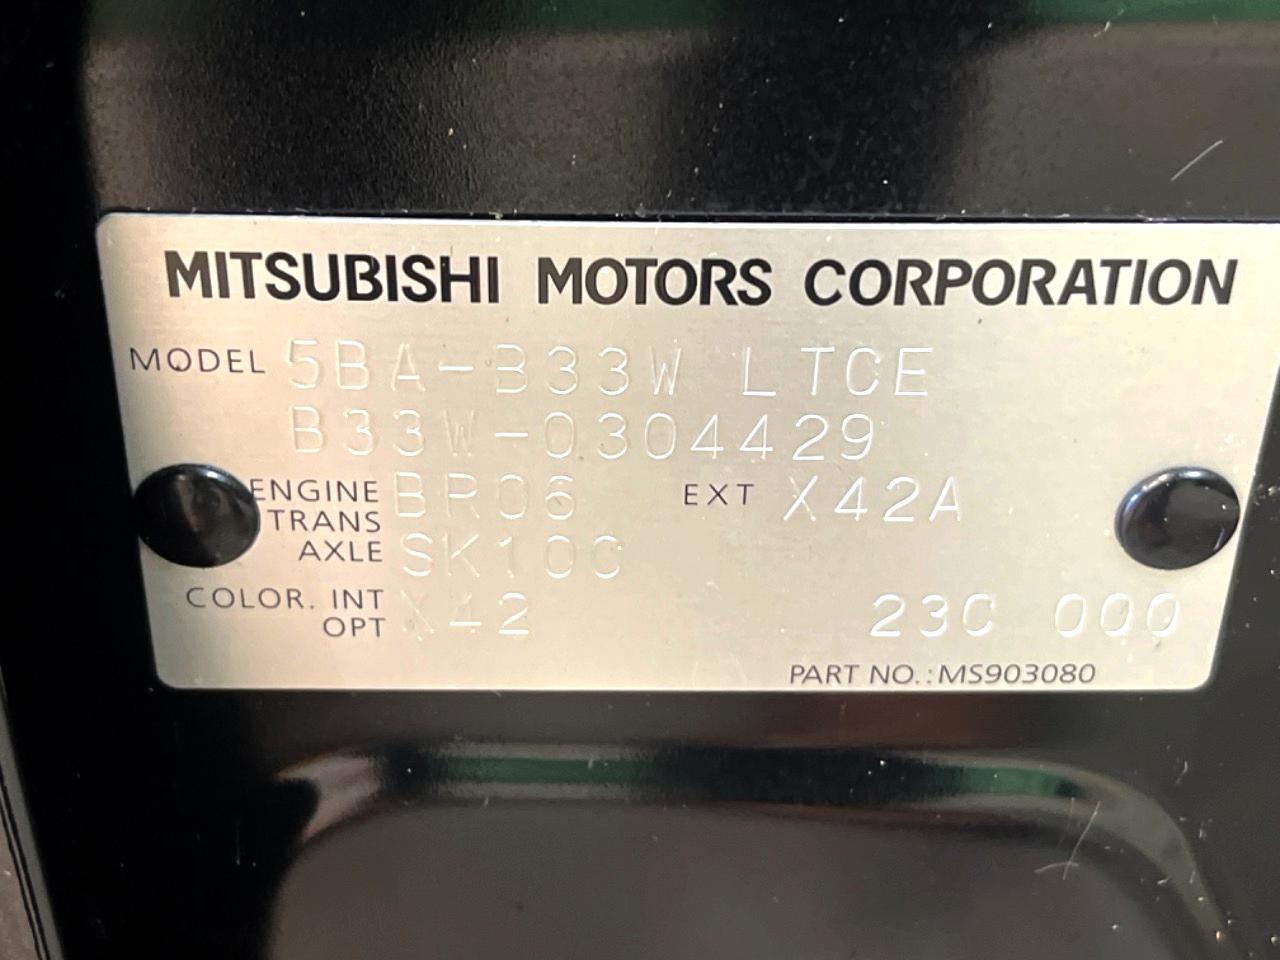 MITSUBISHI MOTORS CORPORATION
MODEL 5BA-B33W LTCE
B33W-0304429
ENGINE BR06 EXT X42A
TRANS
AXLE SK10C
COLOR. INT X42 23C 000
OPT
PART NO.:MS903080